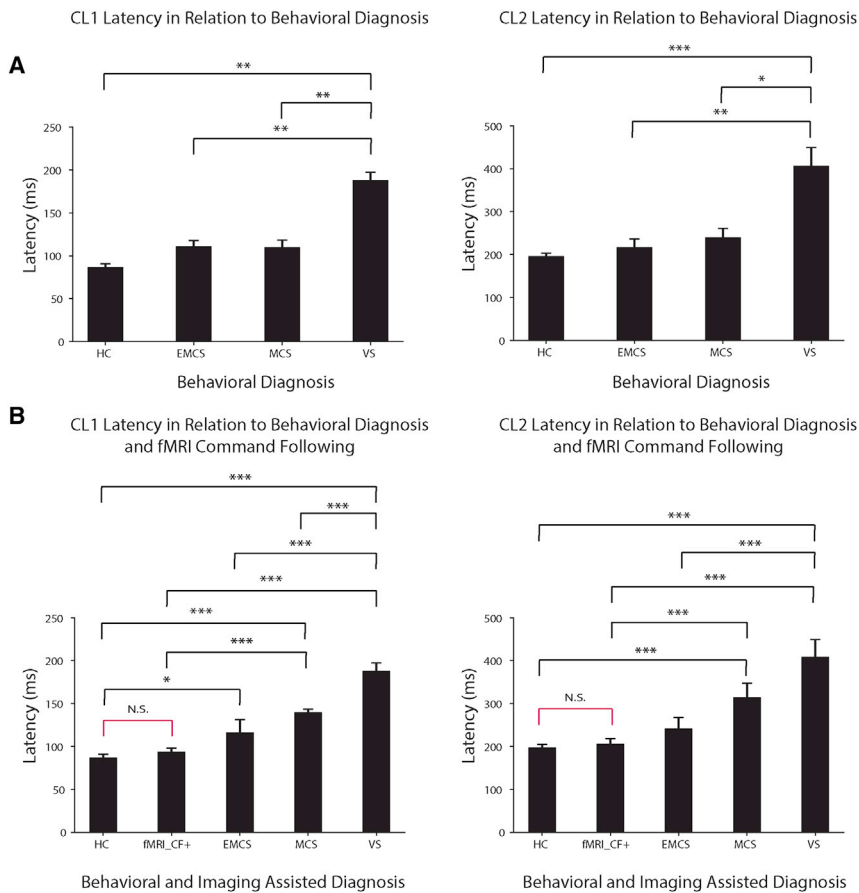 CL1 Latency in Relation to Behavioral Diagnosis
CL2 Latency in Relation to Behavioral Diagnosis
A
**
**
**
250
200
150
100
50
0
Latency (ms)
HC EMCS MCS VS
Behavioral Diagnosis
***
*
**
500
400
300
200
100
0
Latency (ms)
HC EMCS MCS VS
Behavioral Diagnosis
B
CL1 Latency in Relation to Behavioral Diagnosis
and fMRI Command Following
CL2 Latency in Relation to Behavioral Diagnosis
and fMRI Command Following
***
***
***
***
***
***
*
N.S.
250
200
150
100
50
0
Latency (ms)
HC fMRI_CF+ EMCS MCS VS
Behavioral and Imaging Assisted Diagnosis
***
***
***
***
***
N.S.
500
400
300
200
100
0
Latency (ms)
HC fMRI_CF+ EMCS MCS VS
Behavioral and Imaging Assisted Diagnosis